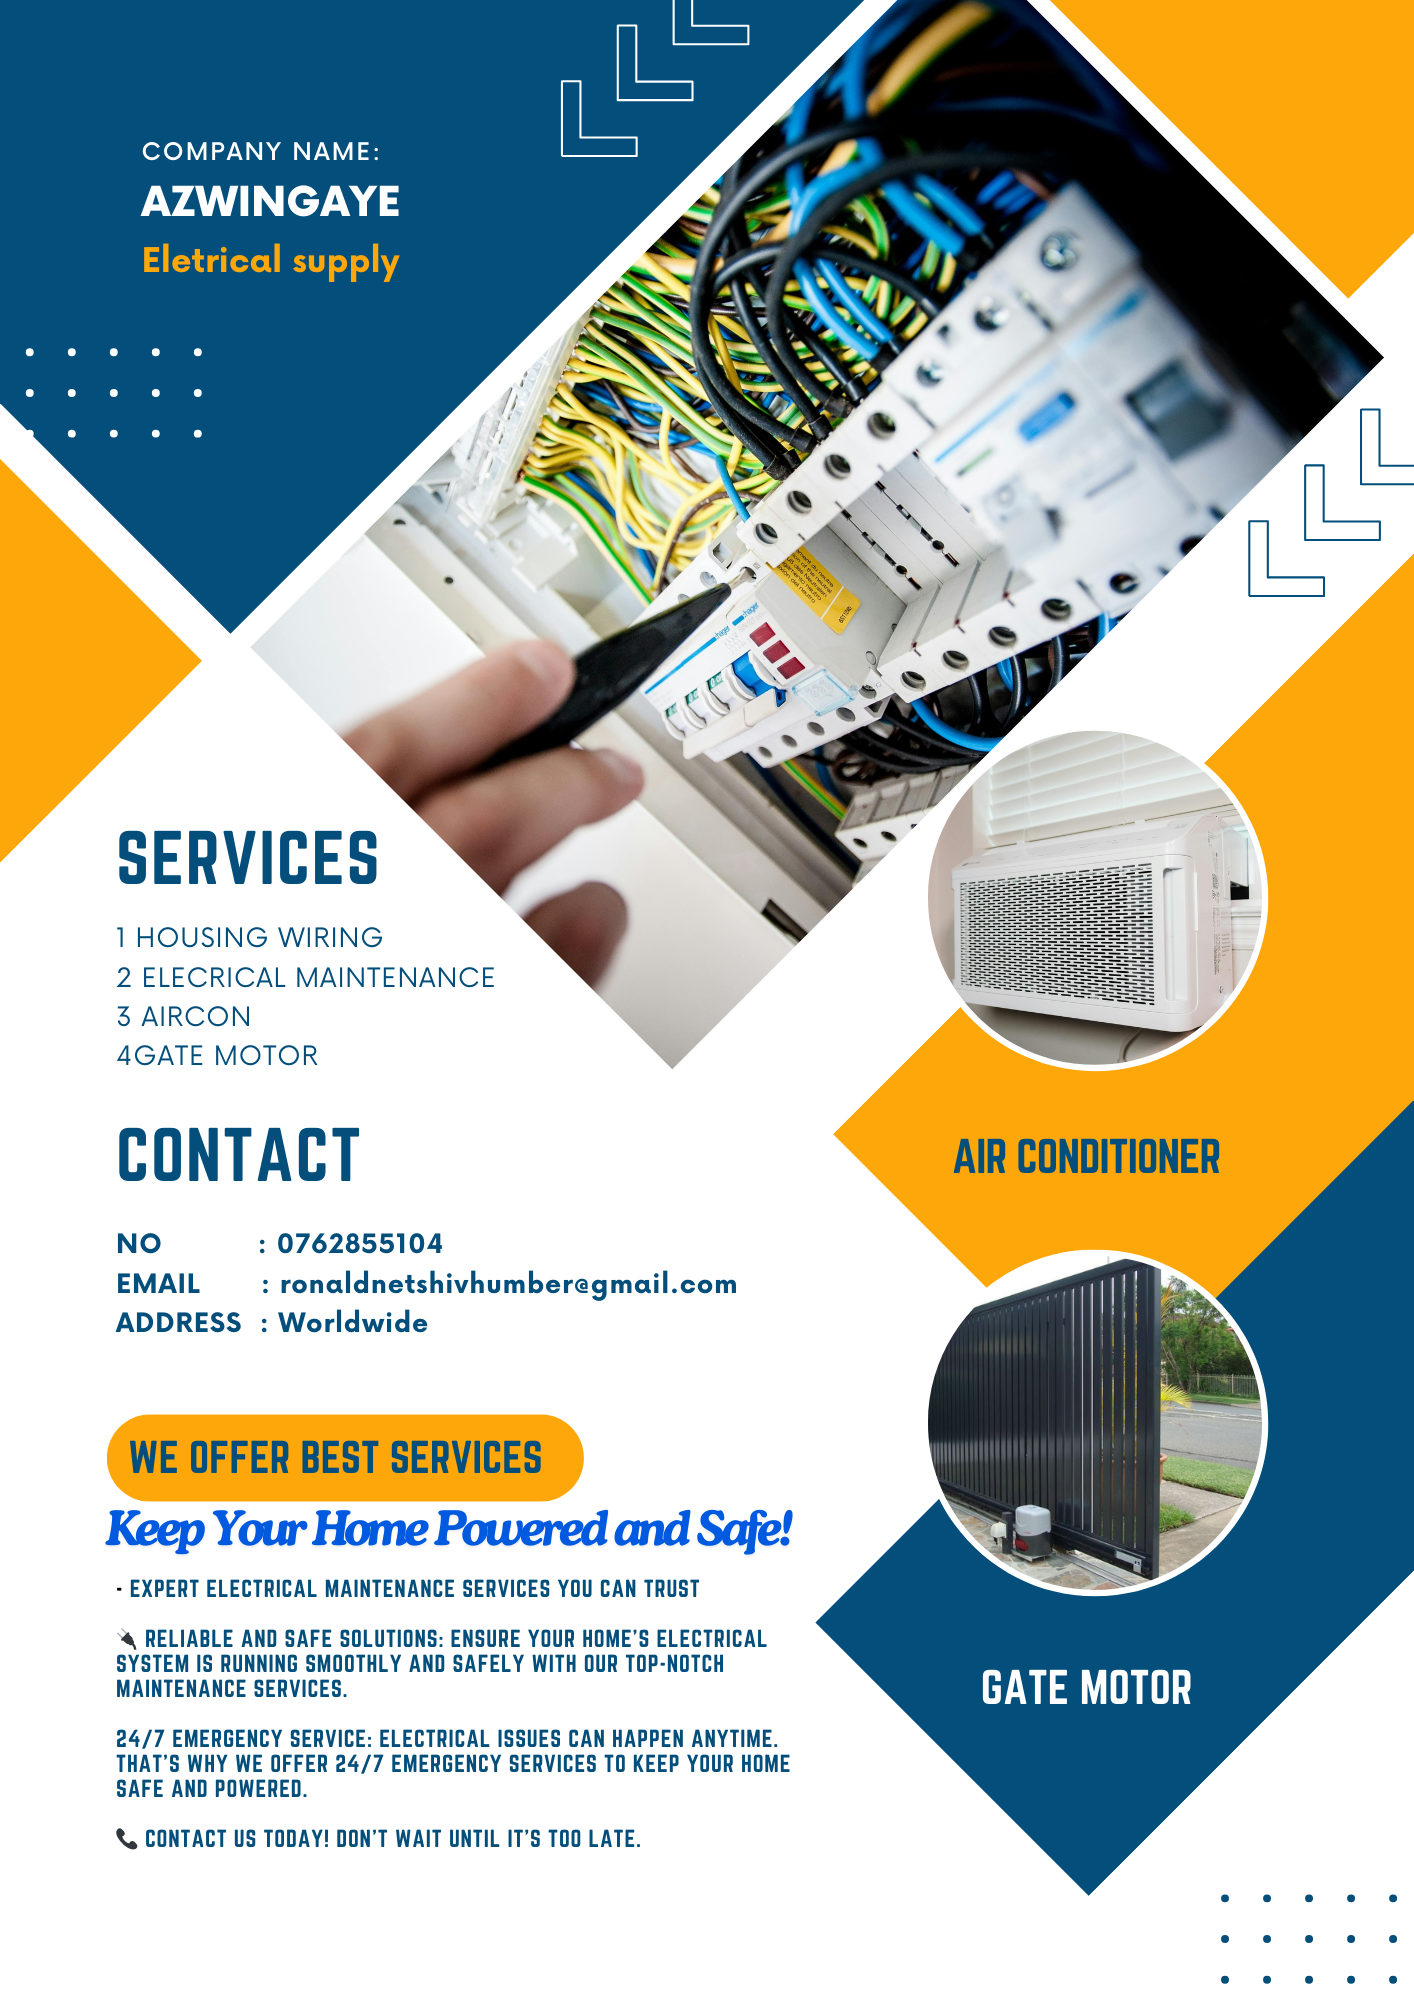 COMPANY NAME:
AZWINGAYE
Eletrical supply
SERVICES
1 HOUSING WIRING
2 ELECRICAL MAINTENANCE
3 AIRCON
4GATE MOTOR
CONTACT
NO : 0762855104
EMAIL : ronaldnetshivhumber@gmail.com
ADDRESS : Worldwide
AIR CONDITIONER
WE OFFER BEST SERVICES
Keep Your Home Powered and Safe!
- EXPERT ELECTRICAL MAINTENANCE SERVICES YOU CAN TRUST
🔌 RELIABLE AND SAFE SOLUTIONS: ENSURE YOUR HOME'S ELECTRICAL
SYSTEM IS RUNNING SMOOTHLY AND SAFELY WITH OUR TOP-NOTCH
MAINTENANCE SERVICES.
24/7 EMERGENCY SERVICE: ELECTRICAL ISSUES CAN HAPPEN ANYTIME.
THAT'S WHY WE OFFER 24/7 EMERGENCY SERVICES TO KEEP YOUR HOME
SAFE AND POWERED.
📞 CONTACT US TODAY! DON'T WAIT UNTIL IT'S TOO LATE.
GATE MOTOR
:hager
:hager